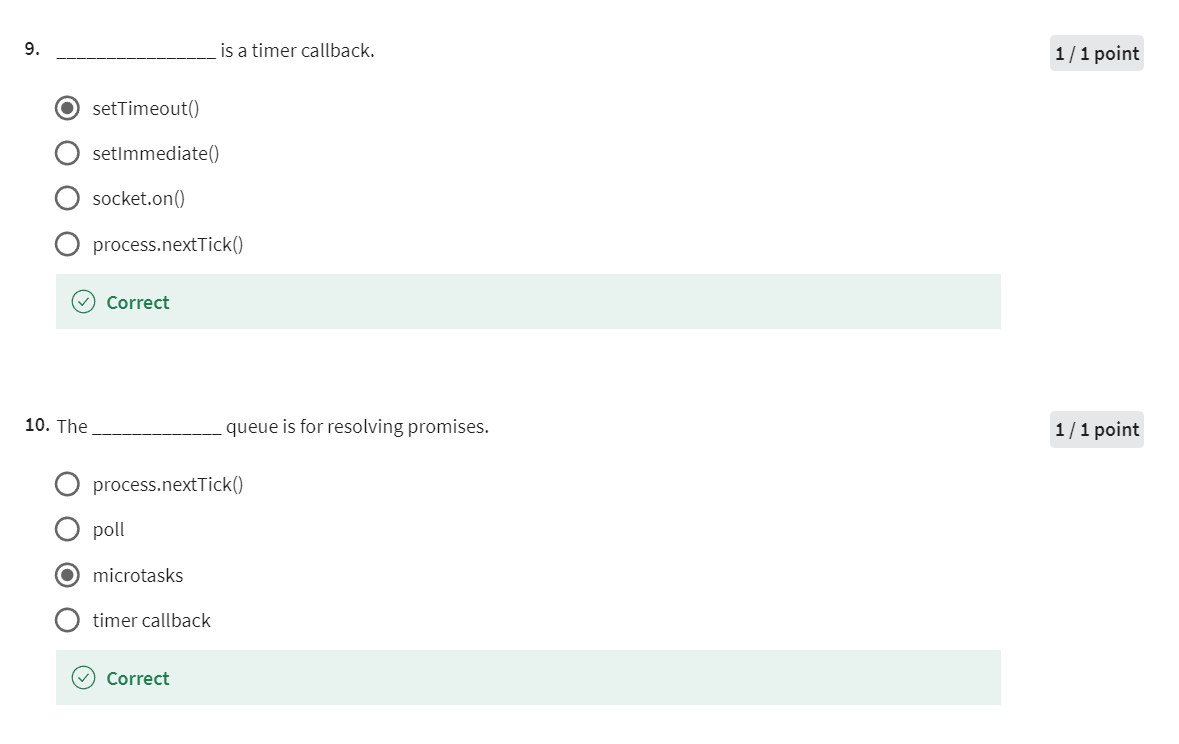 9. ________________ is a timer callback.
1 / 1 point
setTimeout()
setImmediate()
socket.on()
process.nextTick()
Correct
10. The _____________ queue is for resolving promises.
1 / 1 point
process.nextTick()
poll
microtasks
timer callback
Correct